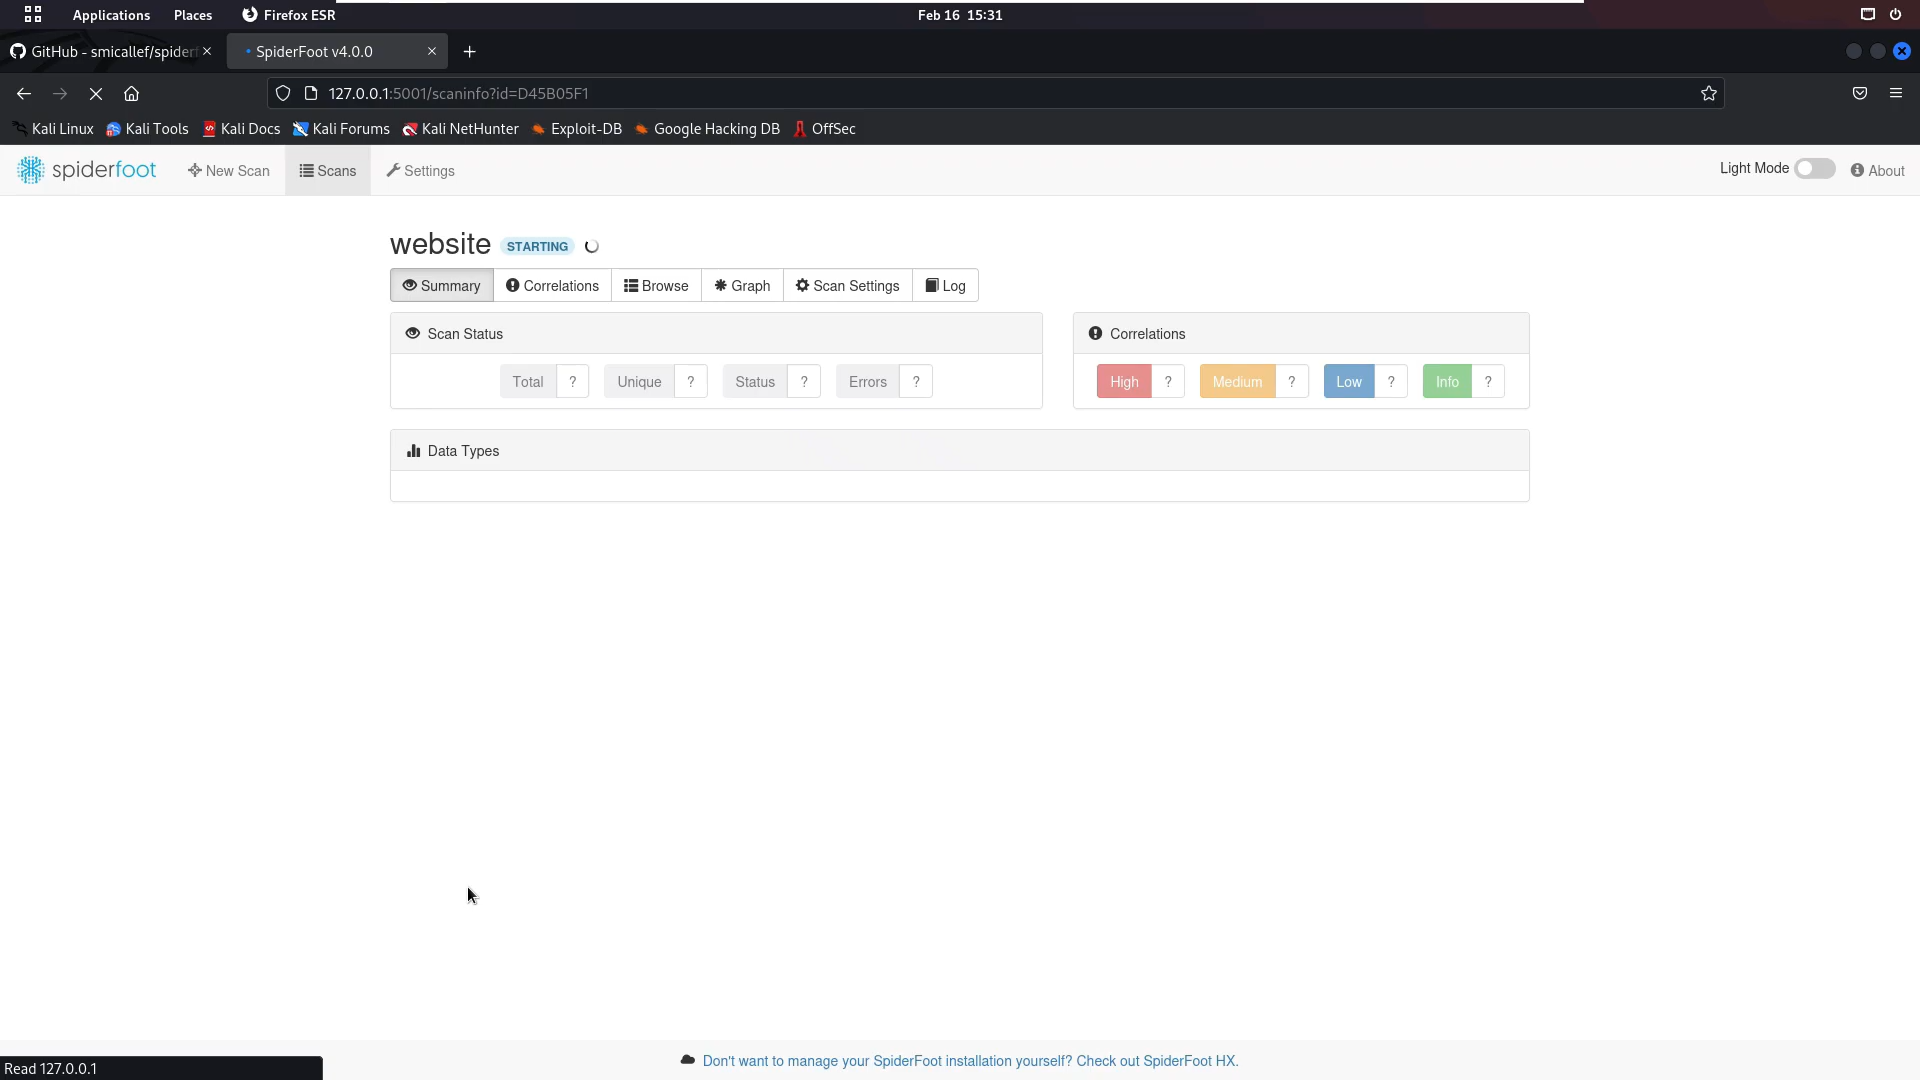 Applications Places Firefox ESR Feb 16 15:31
GitHub - smicallef/spiderf SpiderFoot v4.0.0
127.0.0.1:5001/scaninfo?id=D45B05F1
Kali Linux Kali Tools Kali Docs Kali Forums Kali NetHunter Exploit-DB Google Hacking DB OffSec
spiderfoot New Scan Scans Settings Light Mode About
website STARTING
Summary Correlations Browse Graph Scan Settings Log
Scan Status Correlations
Total ? Unique ? Status ? Errors ? High ? Medium ? Low ? Info ?
Data Types
Don't want to manage your SpiderFoot installation yourself? Check out SpiderFoot HX.
Read 127.0.0.1